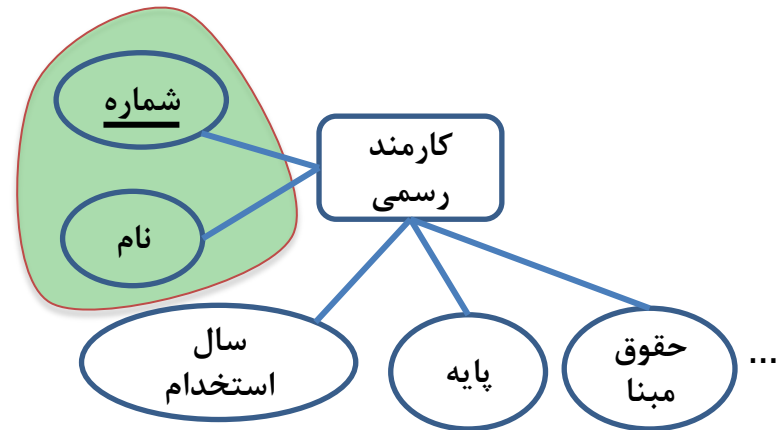 شماره
کارمند
رسمی
نام
سال
استخدام
پایه
حقوق
مبنا
...